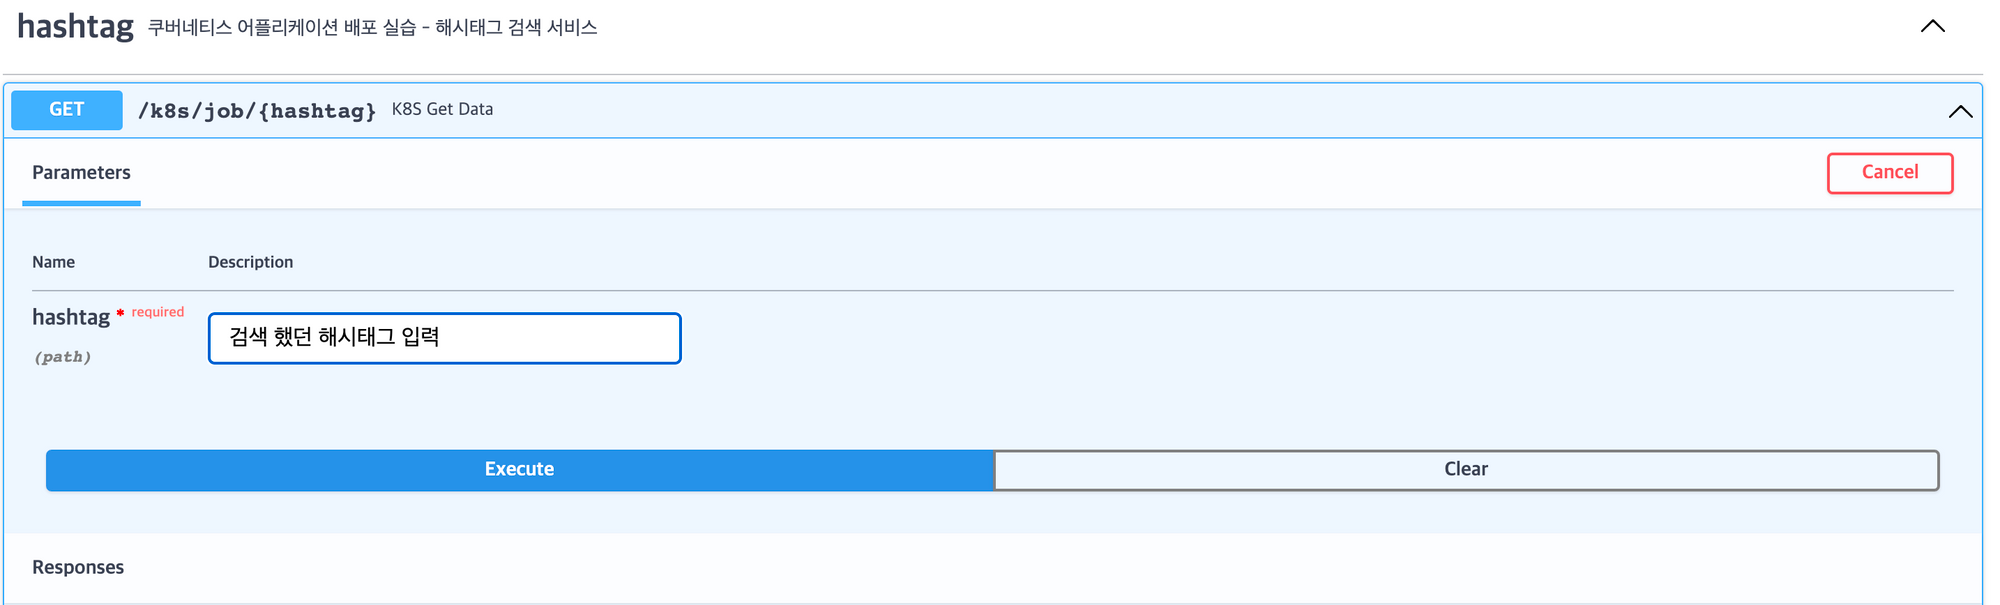 hashtag 쿠버네티스 어플리케이션 배포 실습 - 해시태그 검색 서비스
GET /k8s/job/{hashtag} K8S Get Data
Parameters Cancel
Name Description
hashtag * required
(path)
검색 했던 해시태그 입력
Execute Clear
Responses